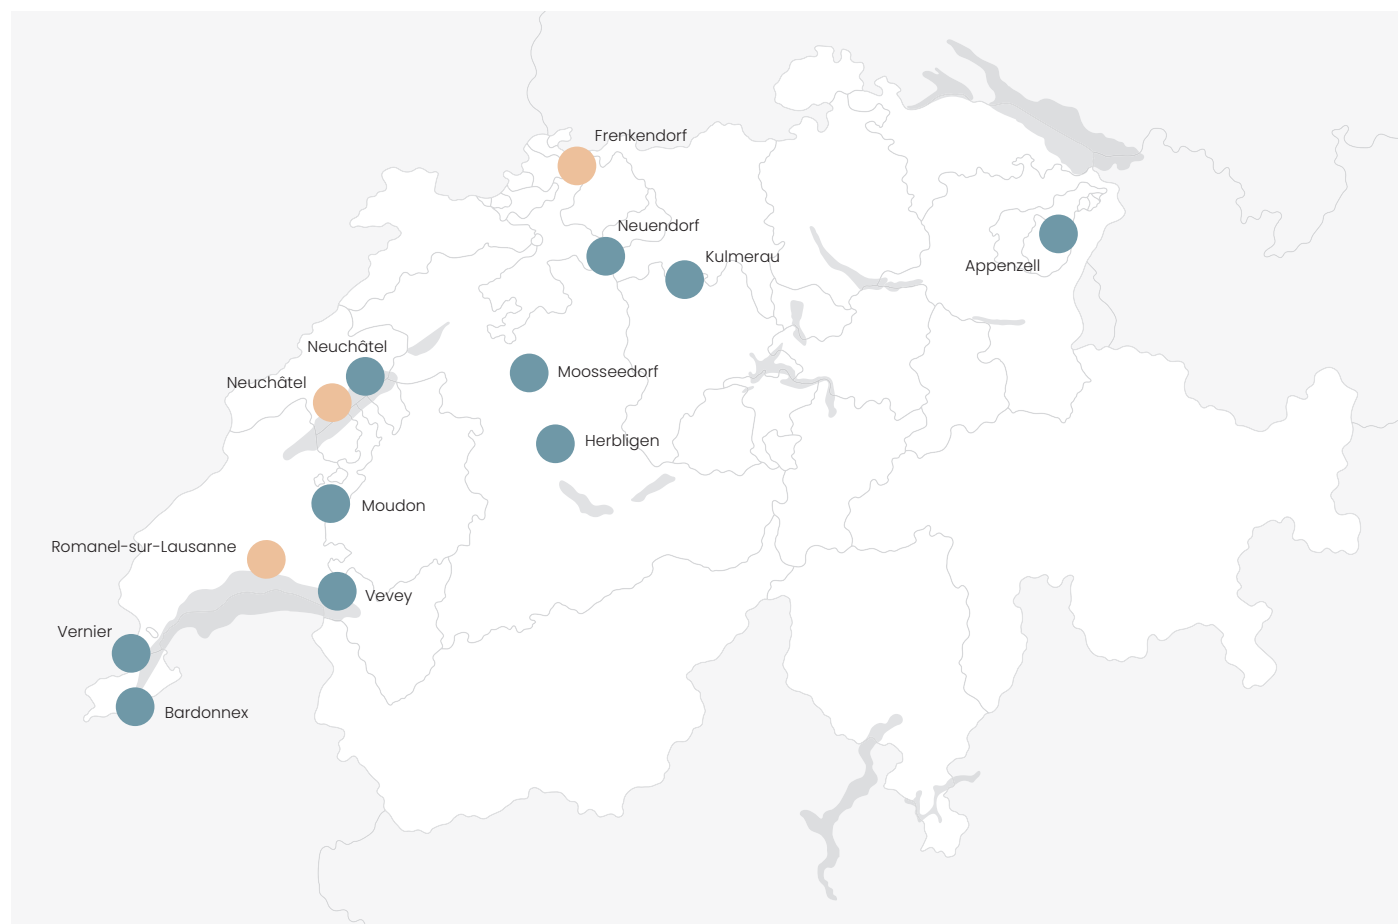 Frenkendorf
Neuendorf
Kulmerau
Appenzell
Neuchâtel
Moosseedorf
Neuchâtel
Herbligen
Moudon
Romanel-sur-Lausanne
Vevey
Vernier
Bardonnex